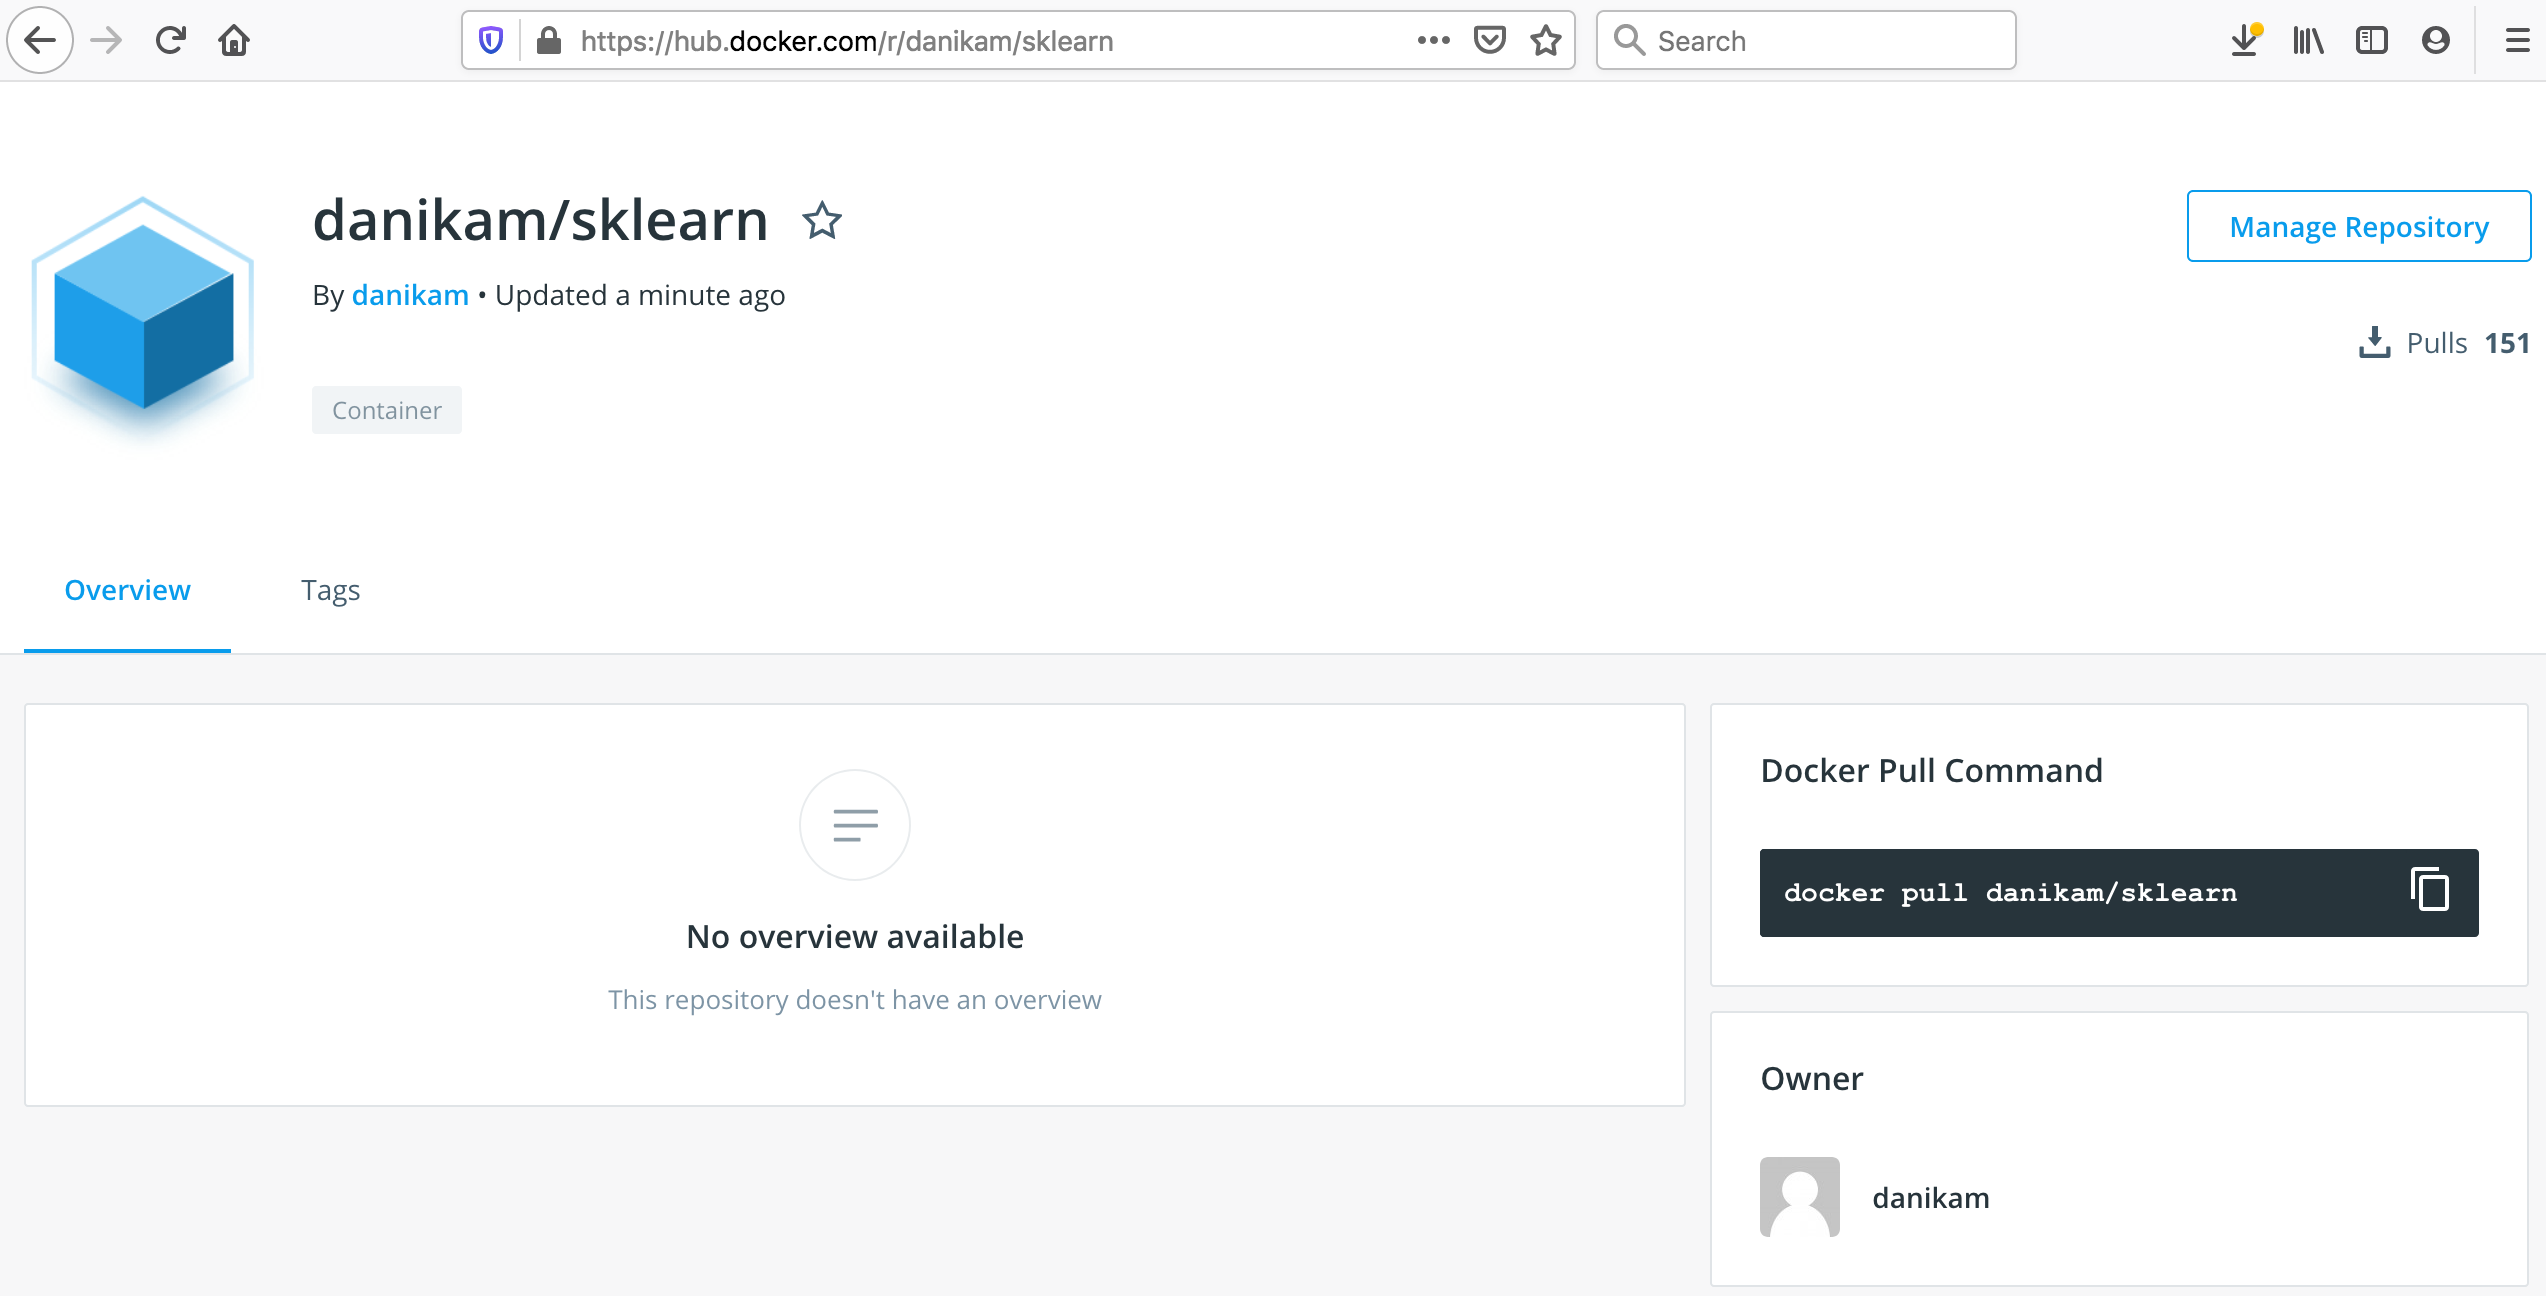 https://hub.docker.com/r/danikam/sklearn
Search
danikam/sklearn
Manage Repository
By danikam • Updated a minute ago
Pulls 151
Container
Overview
Tags
Docker Pull Command
docker pull danikam/sklearn
No overview available
This repository doesn't have an overview
Owner
danikam